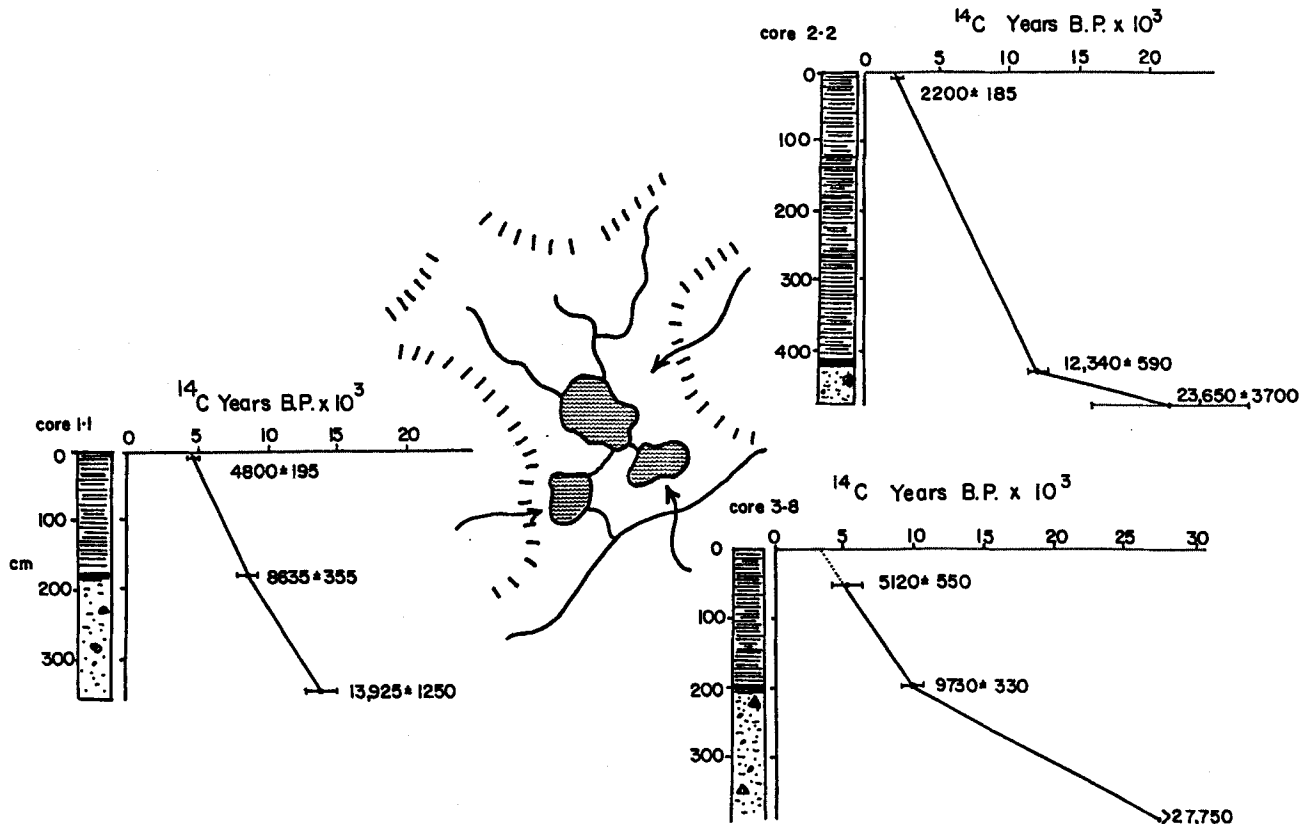 core 2·2
¹⁴C Years B.P. x 10³
0 5 10 15 20
0
2200± 185
100
200
300
400
12,340± 590
23,650± 3700
core 1·1
¹⁴C Years B.P. x 10³
0 5 10 15 20
0
4800± 195
100
cm
8635± 355
200
300
13,925± 1250
core 3-8
¹⁴C Years B.P. x 10³
0 5 10 15 20 25 30
0
5120± 550
100
200
9730± 330
300
>27,750